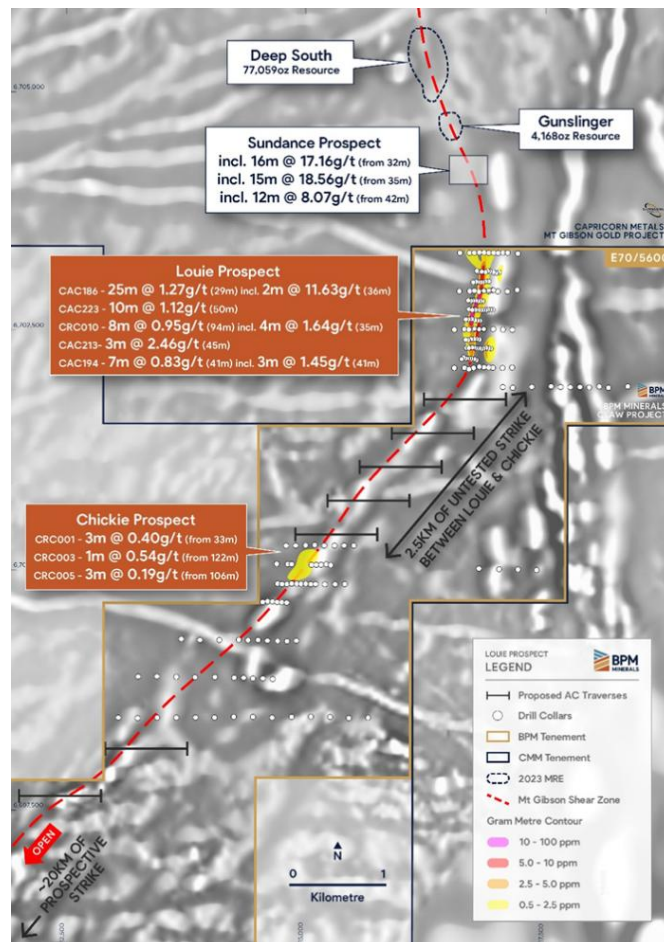 Deep South
77,059oz Resource
6,705,000
Gunslinger
4,168oz Resource
Sundance Prospect
incl. 16m @ 17.16g/t (from 32m)
incl. 15m @ 18.56g/t (from 35m)
incl. 12m @ 8.07g/t (from 42m)
CAPRICORN METALS
MT GIBSON GOLD PROJECT
E70/5600
Louie Prospect
CAC186 - 25m @ 1.27g/t (29m) incl. 2m @ 11.63g/t (36m)
CAC223 - 10m @ 1.12g/t (50m)
CRC010 - 8m @ 0.95g/t (94m) incl. 4m @ 1.64g/t (35m)
CAC213 - 3m @ 2.46g/t (45m)
CAC194 - 7m @ 0.83g/t (41m) incl. 3m @ 1.45g/t (41m)
6,702,500
BPM
MINERALS
BPM MINERALS
CLAW PROJECT
2.5KM OF UNTESTED STRIKE
BETWEEN LOUIE & CHICKIE
Chickie Prospect
CRC001 - 3m @ 0.40g/t (from 33m)
CRC003 - 1m @ 0.54g/t (from 122m)
CRC005 - 3m @ 0.19g/t (from 106m)
LOUIE PROSPECT
LEGEND
BPM
MINERALS
Proposed AC Traverses
Drill Collars
BPM Tenement
CMM Tenement
2023 MRE
Mt Gibson Shear Zone
Gram Metre Contour
10 - 100 ppm
5.0 - 10 ppm
2.5 - 5.0 ppm
0.5 - 2.5 ppm
OPEN
~20KM OF
PROSPECTIVE
STRIKE
N
0 1
Kilometre